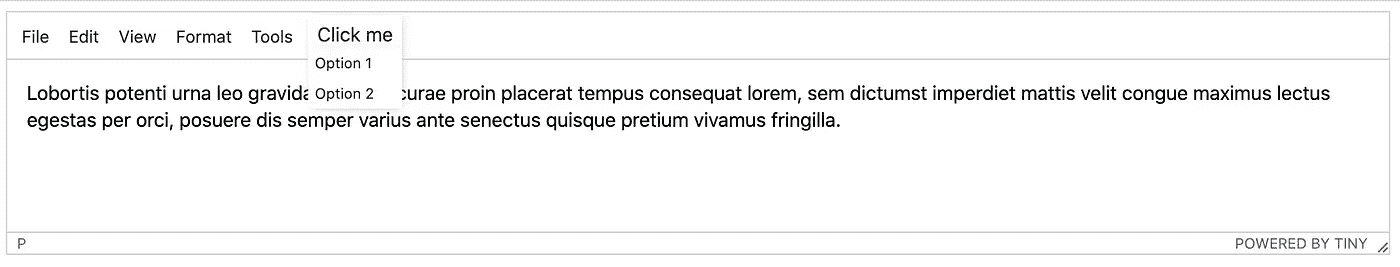 File Edit View Format Tools Click me
Option 1
Option 2
Lobortis potenti urna leo gravida curae proin placerat tempus consequat lorem, sem dictumst imperdiet mattis velit congue maximus lectus
egestas per orci, posuere dis semper varius ante senectus quisque pretium vivamus fringilla.
P POWERED BY TINY